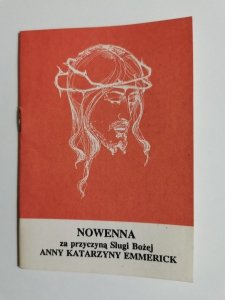 NOWENNA
za przyczyną Sługi Bożej
ANNY KATARZYNY EMMERICK